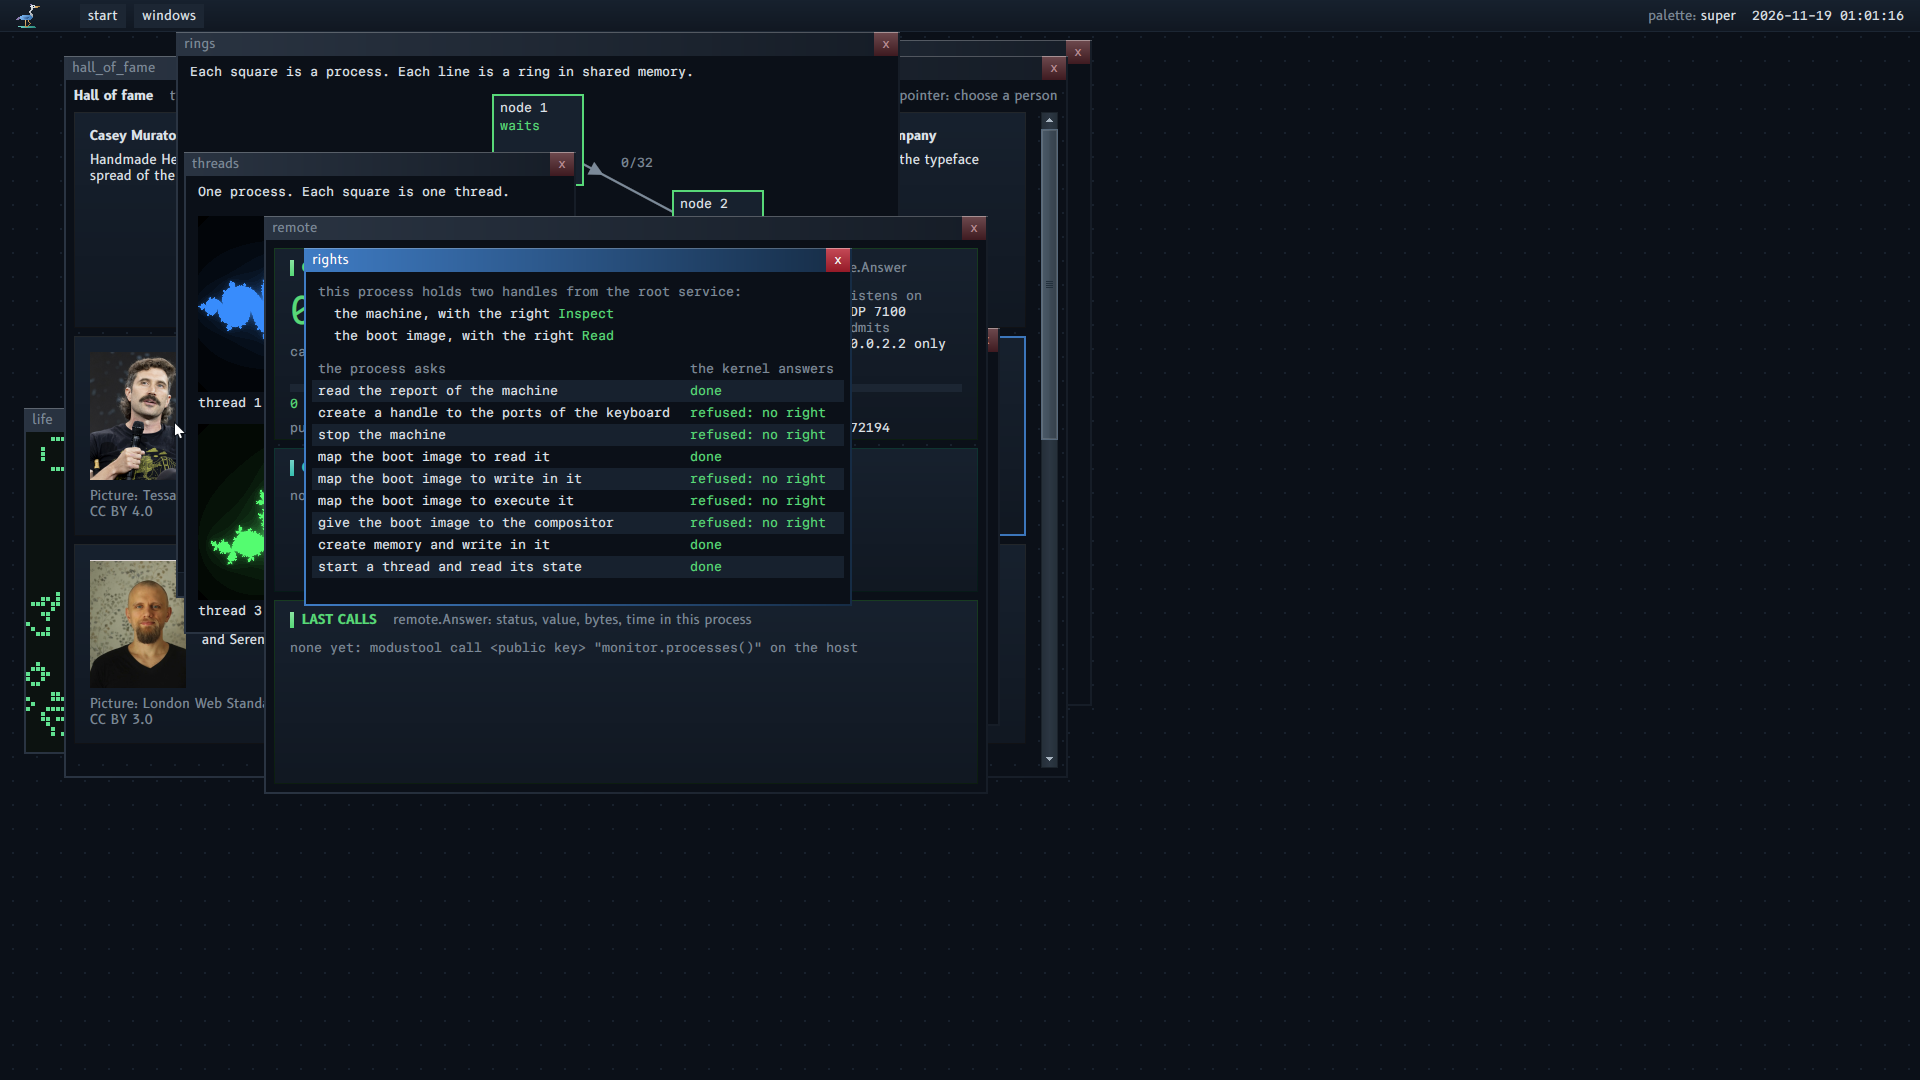 start windows palette: super 2026-11-19 01:01:16
rings x
x
hall_of_fame x
Each square is a process. Each line is a ring in shared memory.
Hall of fame pointer: choose a person
node 1
waits
Casey
Handmade
the typeface
spread of the
threads x
0/32
One process. Each square is one thread.
node 2
remote x
.Answer
rights x
this process holds two handles from the root service:
the machine, with the right Inspect
the boot image, with the right Read
the process asks the kernel answers
read the report of the machine done
create a handle to the ports of the keyboard refused: no right
stop the machine refused: no right
map the boot image to read it done
map the boot image to write in it refused: no right
map the boot image to execute it refused: no right
give the boot image to the compositor refused: no right
create memory and write in it done
start a thread and read its state done
on
7100
only
72194
0
thread 1
life
Picture: Tessa
CC BY 4.0
thread 3
and Seren
Picture: London Web
CC BY 3.0
LAST CALLS remote.Answer: status, value, bytes, time in this process
none yet: modustool call <public key> "monitor.processes()" on the host